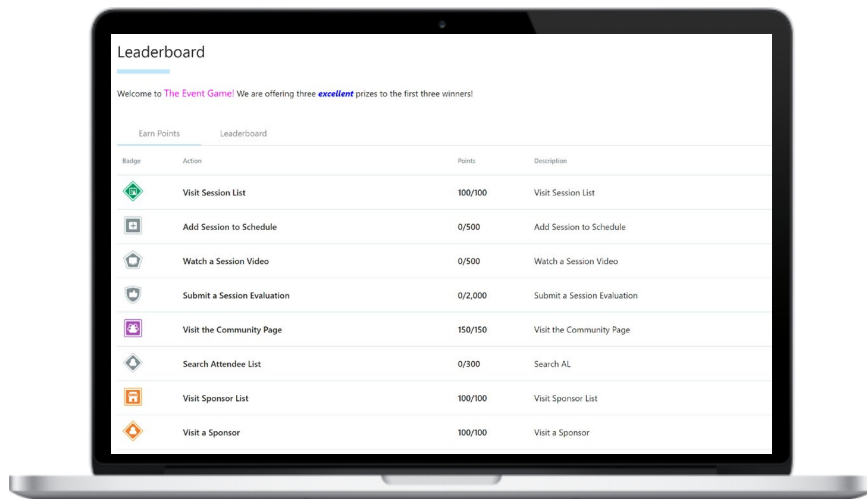 Leaderboard
Welcome to The Event Game! We are offering three excellent prizes to the first three winners!
Earn Points Leaderboard
Badge Action Points Description
Visit Session List 100/100 Visit Session List
Add Session to Schedule 0/500 Add Session to Schedule
Watch a Session Video 0/500 Watch a Session Video
Submit a Session Evaluation 0/2,000 Submit a Session Evaluation
Visit the Community Page 150/150 Visit the Community Page
Search Attendee List 0/300 Search AL
Visit Sponsor List 100/100 Visit Sponsor List
Visit a Sponsor 100/100 Visit a Sponsor